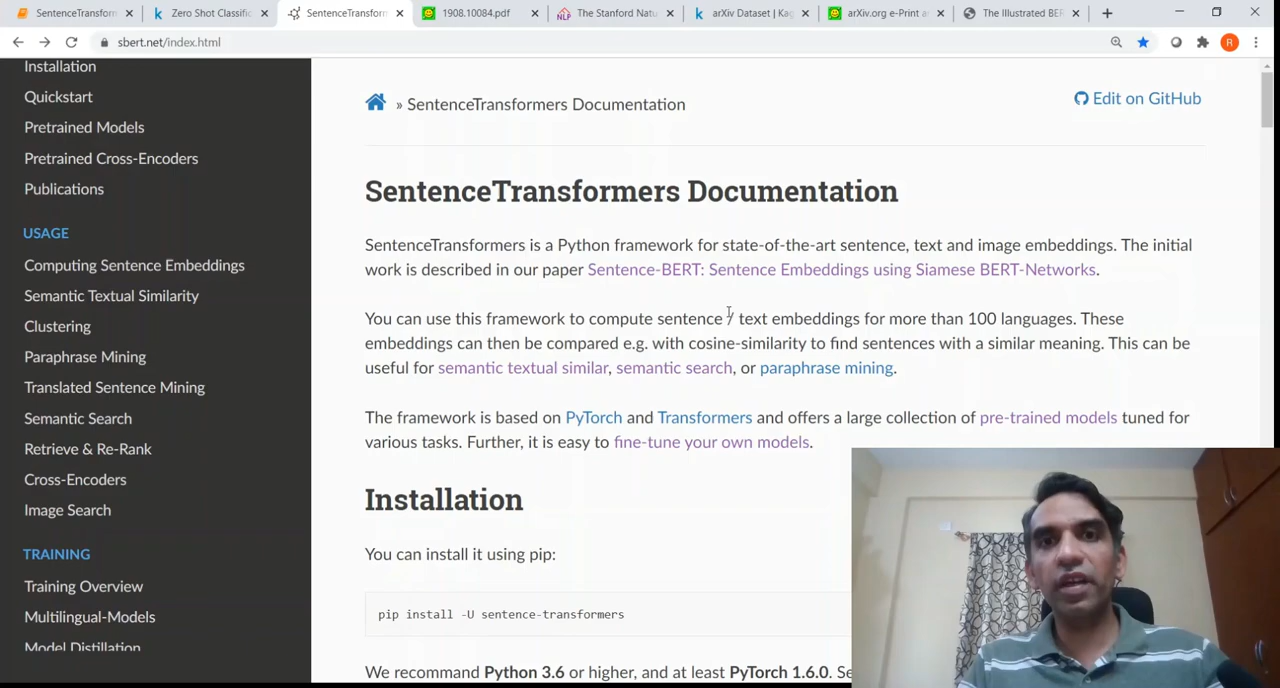 SentenceTransform
Zero Shot Classific
SentenceTransform
1908.10084.pdf
The Stanford Natu
arXiv Dataset | Kag
arXiv.org e-Print ar
The Illustrated BER
sbert.net/index.html
R
Installation
Quickstart
Pretrained Models
Pretrained Cross-Encoders
Publications
USAGE
Computing Sentence Embeddings
Semantic Textual Similarity
Clustering
Paraphrase Mining
Translated Sentence Mining
Semantic Search
Retrieve & Re-Rank
Cross-Encoders
Image Search
TRAINING
Training Overview
Multilingual-Models
Model Distillation
» SentenceTransformers Documentation
Edit on GitHub
SentenceTransformers Documentation
SentenceTransformers is a Python framework for state-of-the-art sentence, text and image embeddings. The initial
work is described in our paper Sentence-BERT: Sentence Embeddings using Siamese BERT-Networks.
You can use this framework to compute sentence / text embeddings for more than 100 languages. These
embeddings can then be compared e.g. with cosine-similarity to find sentences with a similar meaning. This can be
useful for semantic textual similar, semantic search, or paraphrase mining.
The framework is based on PyTorch and Transformers and offers a large collection of pre-trained models tuned for
various tasks. Further, it is easy to fine-tune your own models.
Installation
You can install it using pip:
pip install -U sentence-transformers
We recommend Python 3.6 or higher, and at least PyTorch 1.6.0. Se